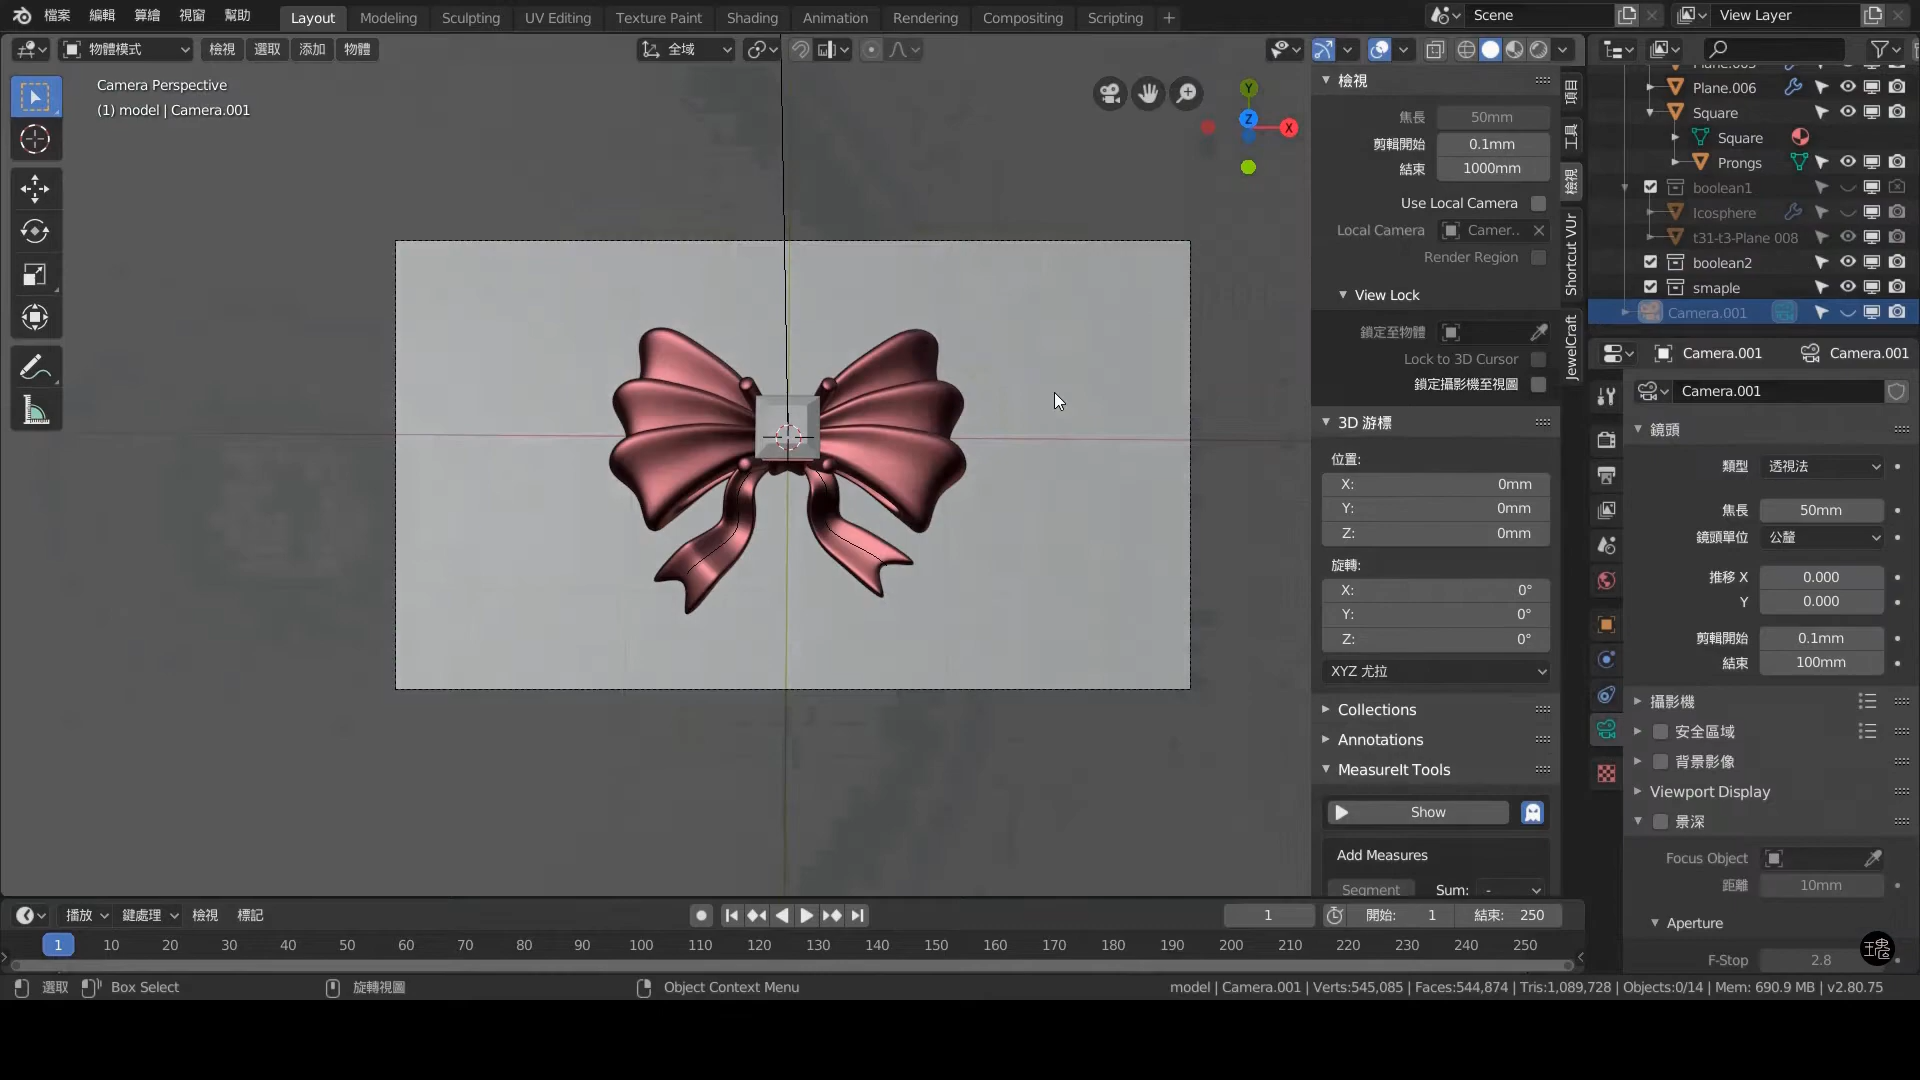 檔案 編輯 算繪 視窗 幫助 Layout Modeling Sculpting UV Editing Texture Paint Shading Animation Rendering Compositing Scripting + Scene View Layer
物體模式 檢視 選取 添加 物體 全域
Camera Perspective
(1) model | Camera.001
Y
Z
X
檢視
焦長 50mm
剪輯開始 0.1mm
結束 1000mm
Use Local Camera
Local Camera Camer..
Render Region
View Lock
鎖定至物體
Lock to 3D Cursor
鎖定攝影機至視圖
3D 游標
位置:
X: 0mm
Y: 0mm
Z: 0mm
旋轉:
X: 0°
Y: 0°
Z: 0°
XYZ 尤拉
Collections
Annotations
MeasureIt Tools
Show
Add Measures
Segment Sum: -
項目
工具
檢視
Shortcut VUr
JewelCraft
Plane.006
Square
Square
Prongs
boolean1
Icosphere
t31-t3-Plane 008
boolean2
smaple
Camera.001
Camera.001 Camera.001
Camera.001
鏡頭
類型 透視法
焦長 50mm
鏡頭單位 公釐
推移 X 0.000
Y 0.000
剪輯開始 0.1mm
結束 100mm
攝影機
安全區域
背景影像
Viewport Display
景深
Focus Object
距離 10mm
Aperture
F-Stop 2.8
播放 鍵處理 檢視 標記 1 開始: 1 結束: 250
1 10 20 30 40 50 60 70 80 90 100 110 120 130 140 150 160 170 180 190 200 210 220 230 240 250
選取 Box Select 旋轉視圖 Object Context Menu model | Camera.001 | Verts:545,085 | Faces:544,874 | Tris:1,089,728 | Objects:0/14 | Mem: 690.9 MB | v2.80.75